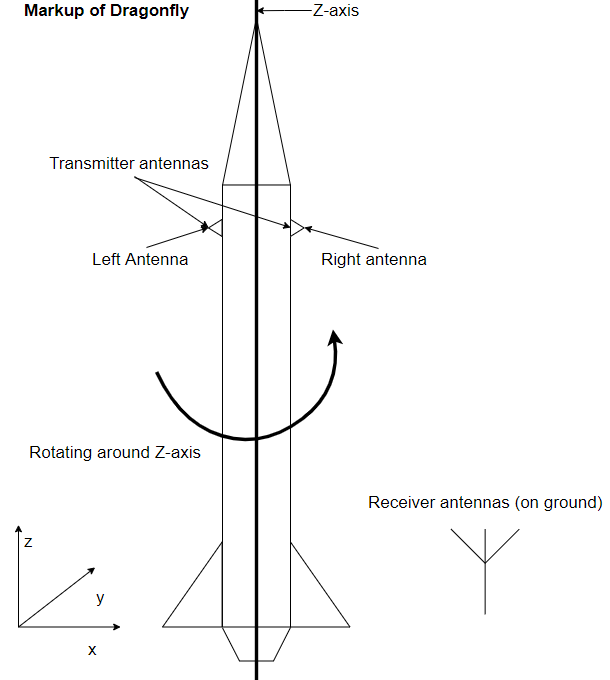 Markup of Dragonfly
Z-axis
Transmitter antennas
Left Antenna
Right antenna
Rotating around Z-axis
Receiver antennas (on ground)
z
y
x